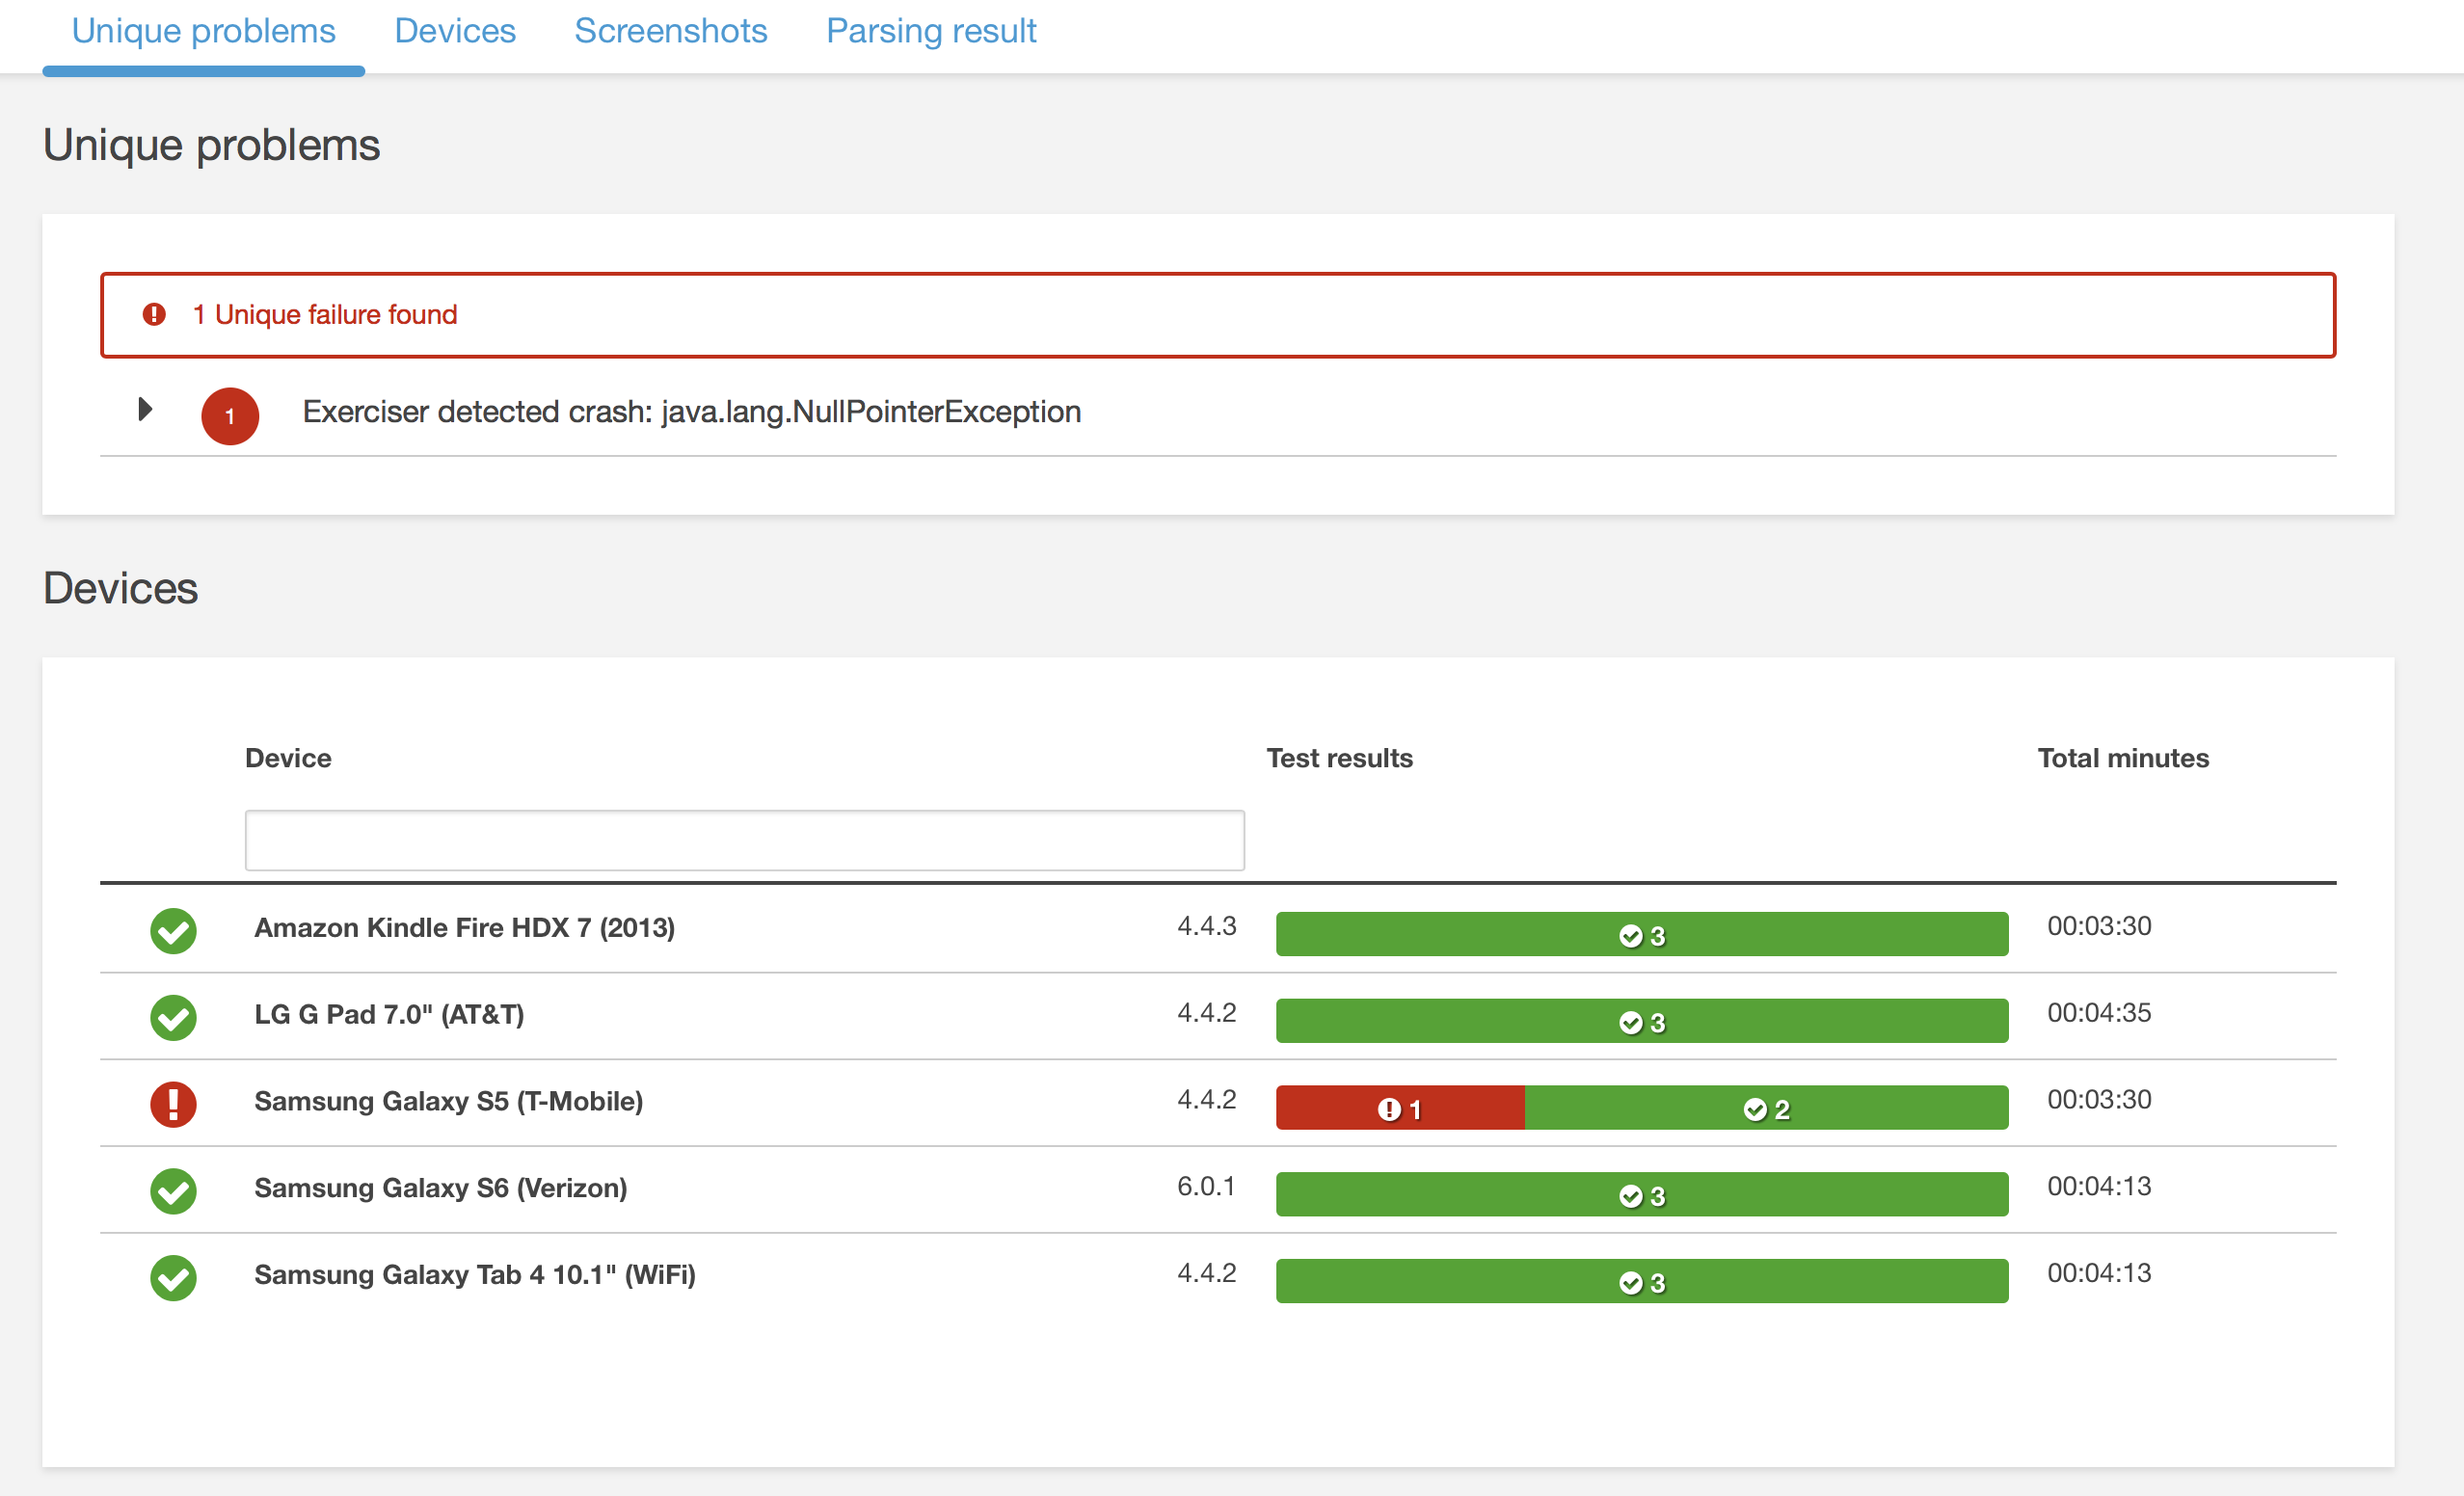 Unique problems Devices Screenshots Parsing result
Unique problems
1 Unique failure found
1 Exerciser detected crash: java.lang.NullPointerException
Devices
Device Test results Total minutes
Amazon Kindle Fire HDX 7 (2013) 4.4.3 3 00:03:30
LG G Pad 7.0" (AT&T) 4.4.2 3 00:04:35
Samsung Galaxy S5 (T-Mobile) 4.4.2 1 2 00:03:30
Samsung Galaxy S6 (Verizon) 6.0.1 3 00:04:13
Samsung Galaxy Tab 4 10.1" (WiFi) 4.4.2 3 00:04:13